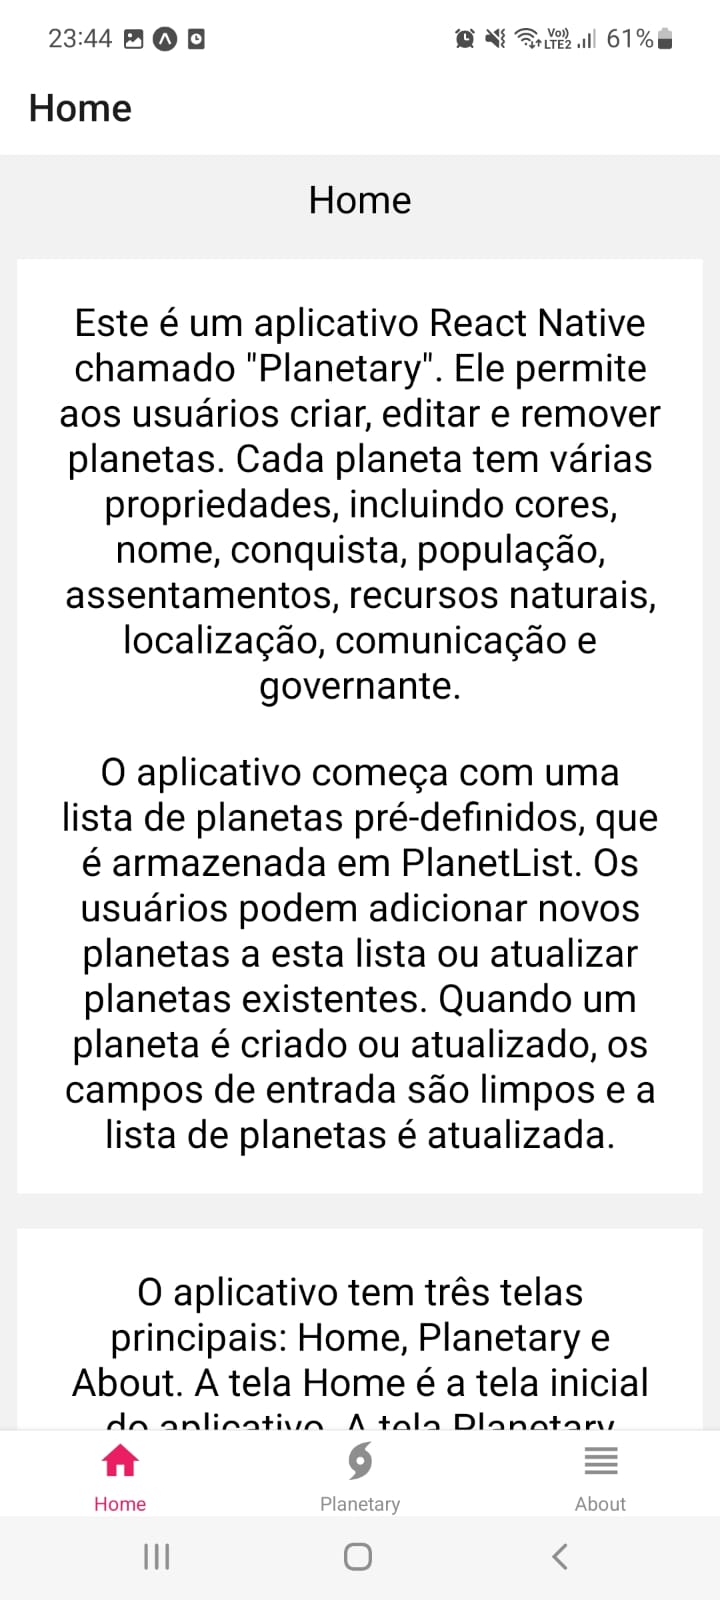 23:44
Vo)) LTE2 61%
Home
Home
Este é um aplicativo React Native
chamado "Planetary". Ele permite
aos usuários criar, editar e remover
planetas. Cada planeta tem várias
propriedades, incluindo cores,
nome, conquista, população,
assentamentos, recursos naturais,
localização, comunicação e
governante.
O aplicativo começa com uma
lista de planetas pré-definidos, que
é armazenada em PlanetList. Os
usuários podem adicionar novos
planetas a esta lista ou atualizar
planetas existentes. Quando um
planeta é criado ou atualizado, os
campos de entrada são limpos e a
lista de planetas é atualizada.
O aplicativo tem três telas
principais: Home, Planetary e
About. A tela Home é a tela inicial
do aplicativo. A tela Planetary
Home
Planetary
About